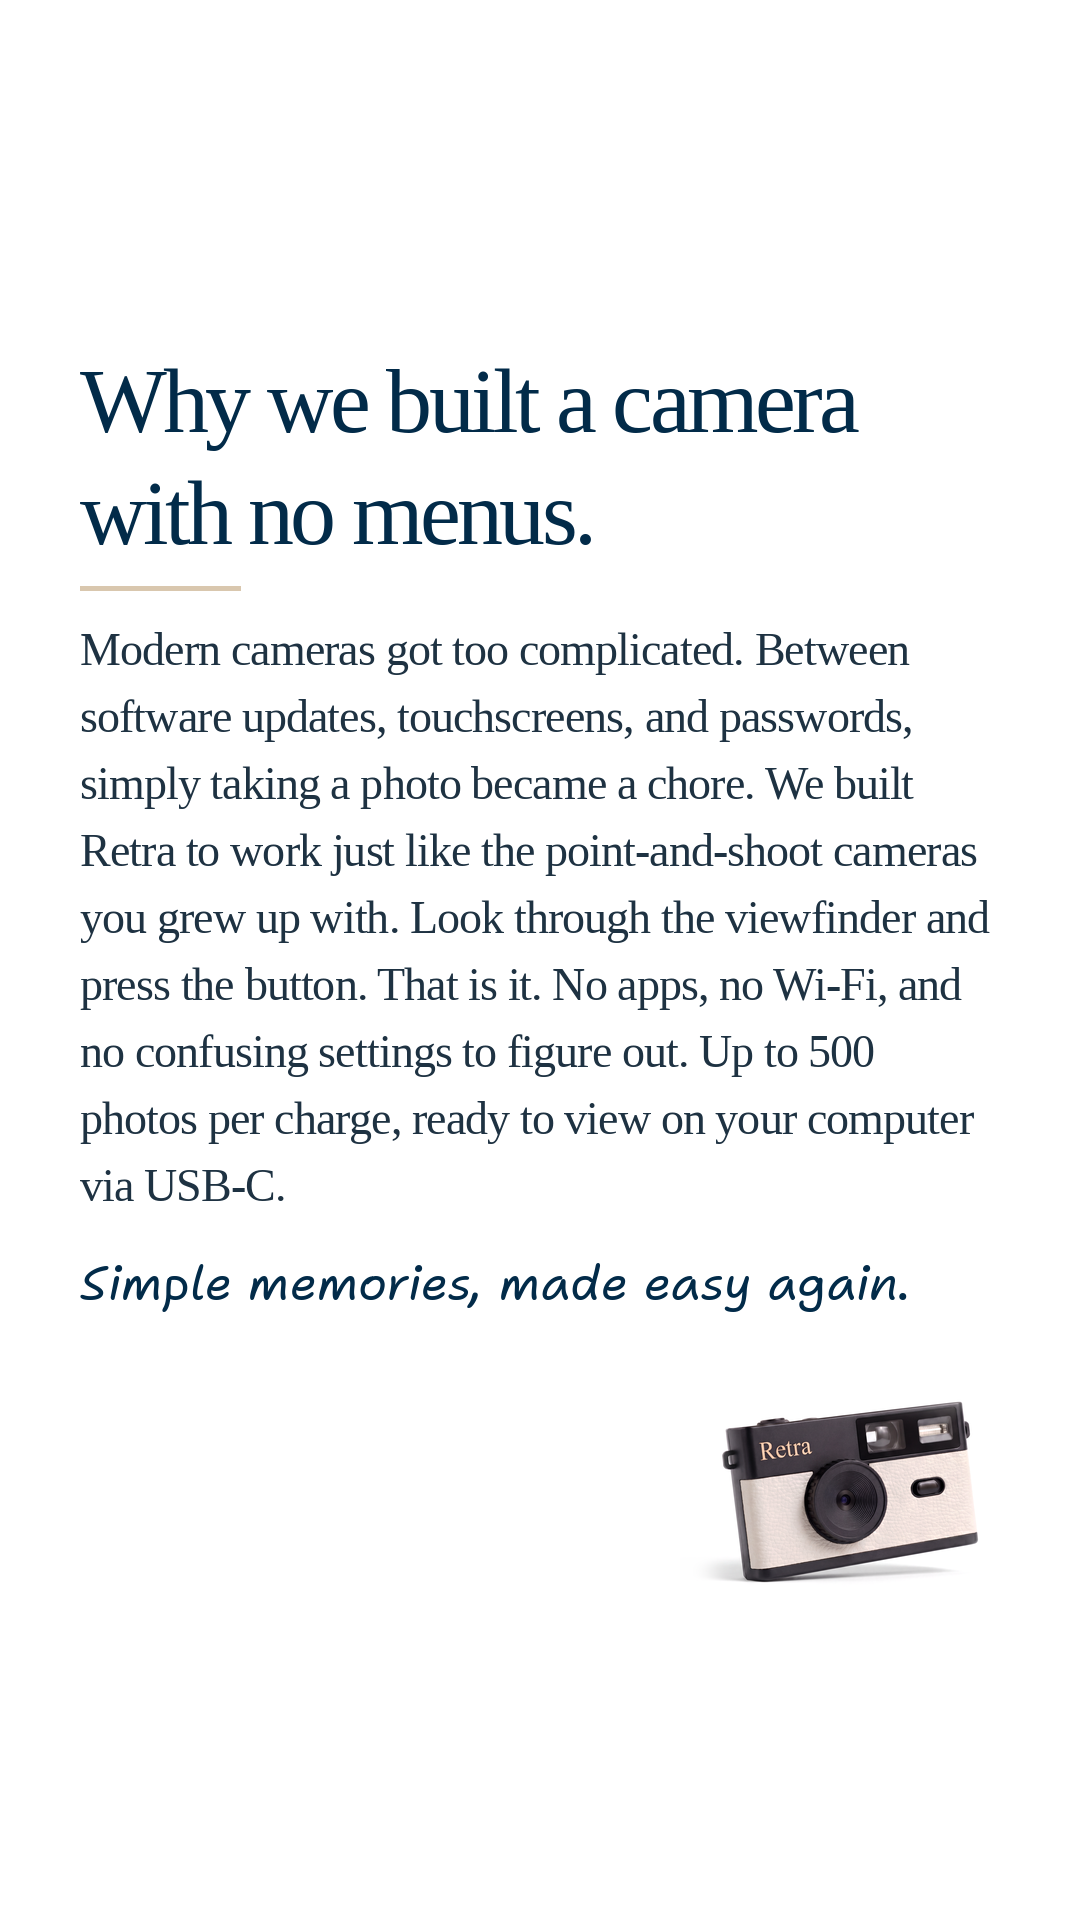 Why we built a camera
with no menus.
Modern cameras got too complicated. Between
software updates, touchscreens, and passwords,
simply taking a photo became a chore. We built
Retra to work just like the point-and-shoot cameras
you grew up with. Look through the viewfinder and
press the button. That is it. No apps, no Wi-Fi, and
no confusing settings to figure out. Up to 500
photos per charge, ready to view on your computer
via USB-C.
Simple memories, made easy again.
Retra